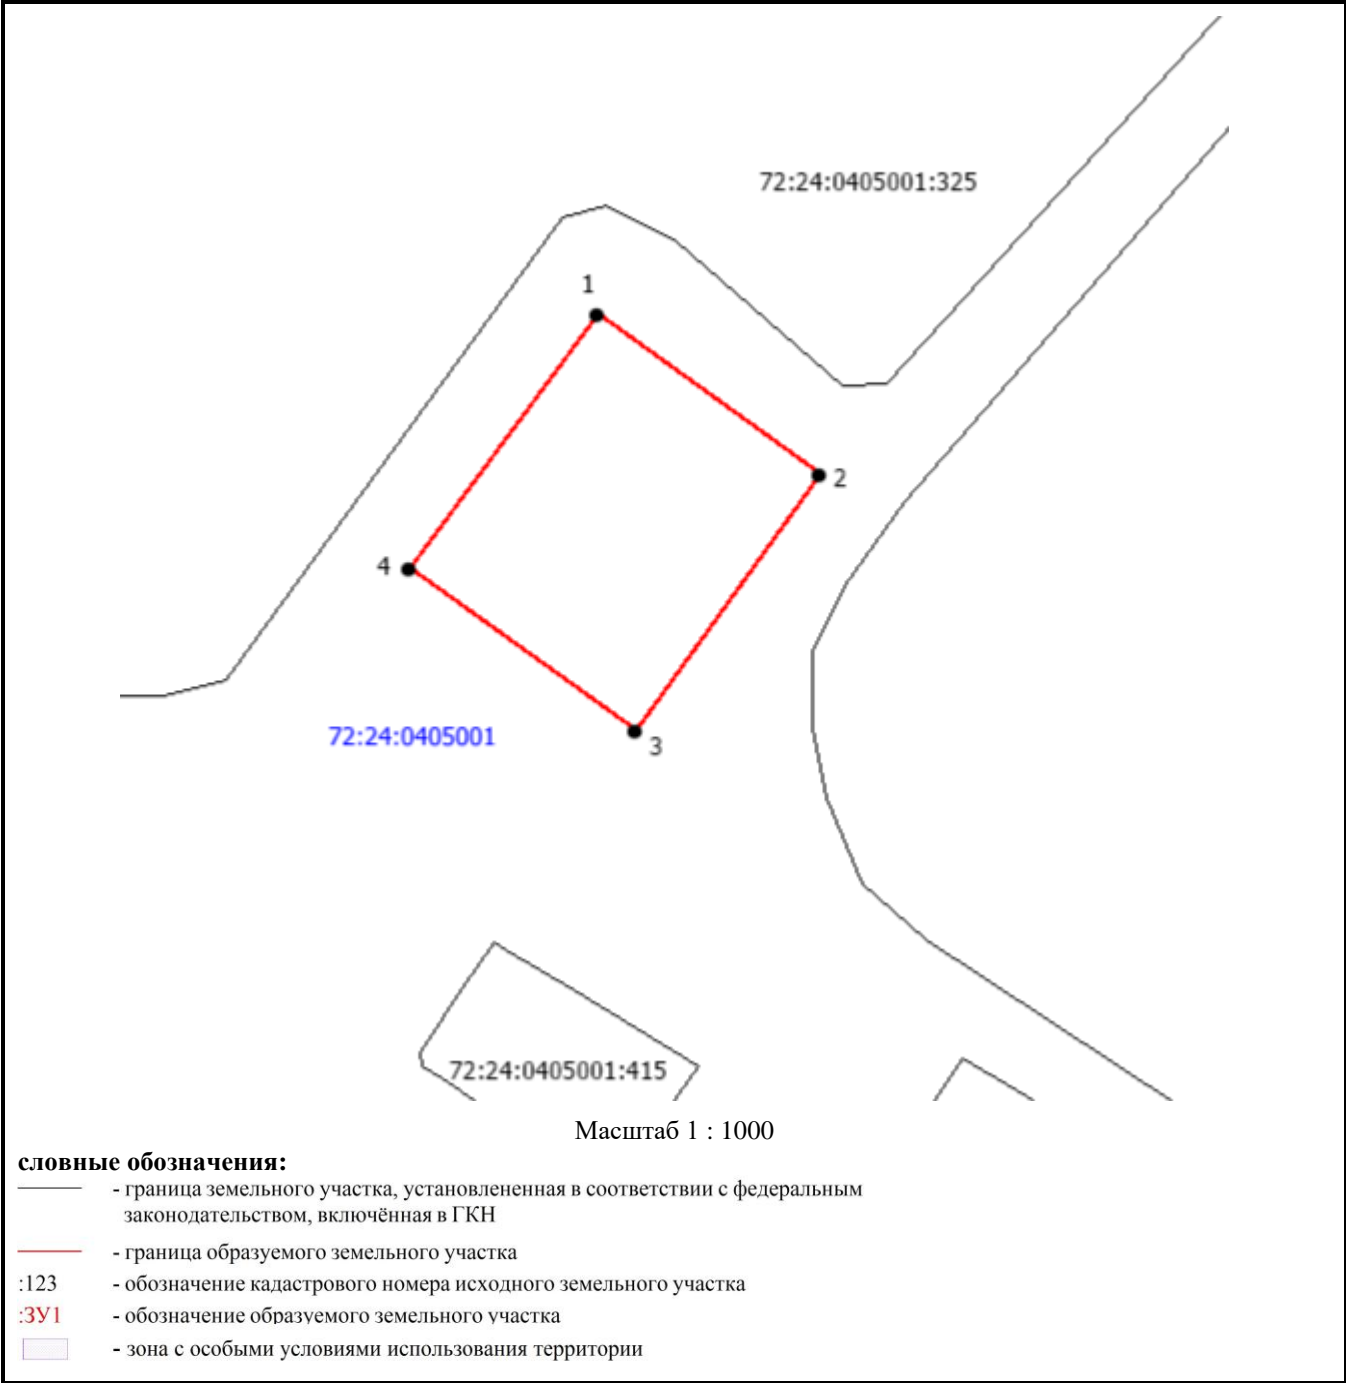 72:24:0405001:325
1
2
4
72:24:0405001
3
72:24:0405001:415
Масштаб 1 : 1000
словные обозначения:
- граница земельного участка, установлененная в соответствии с федеральным
законодательством, включённая в ГКН
- граница образуемого земельного участка
:123 - обозначение кадастрового номера исходного земельного участка
:ЗУ1 - обозначение образуемого земельного участка
- зона с особыми условиями использования территории